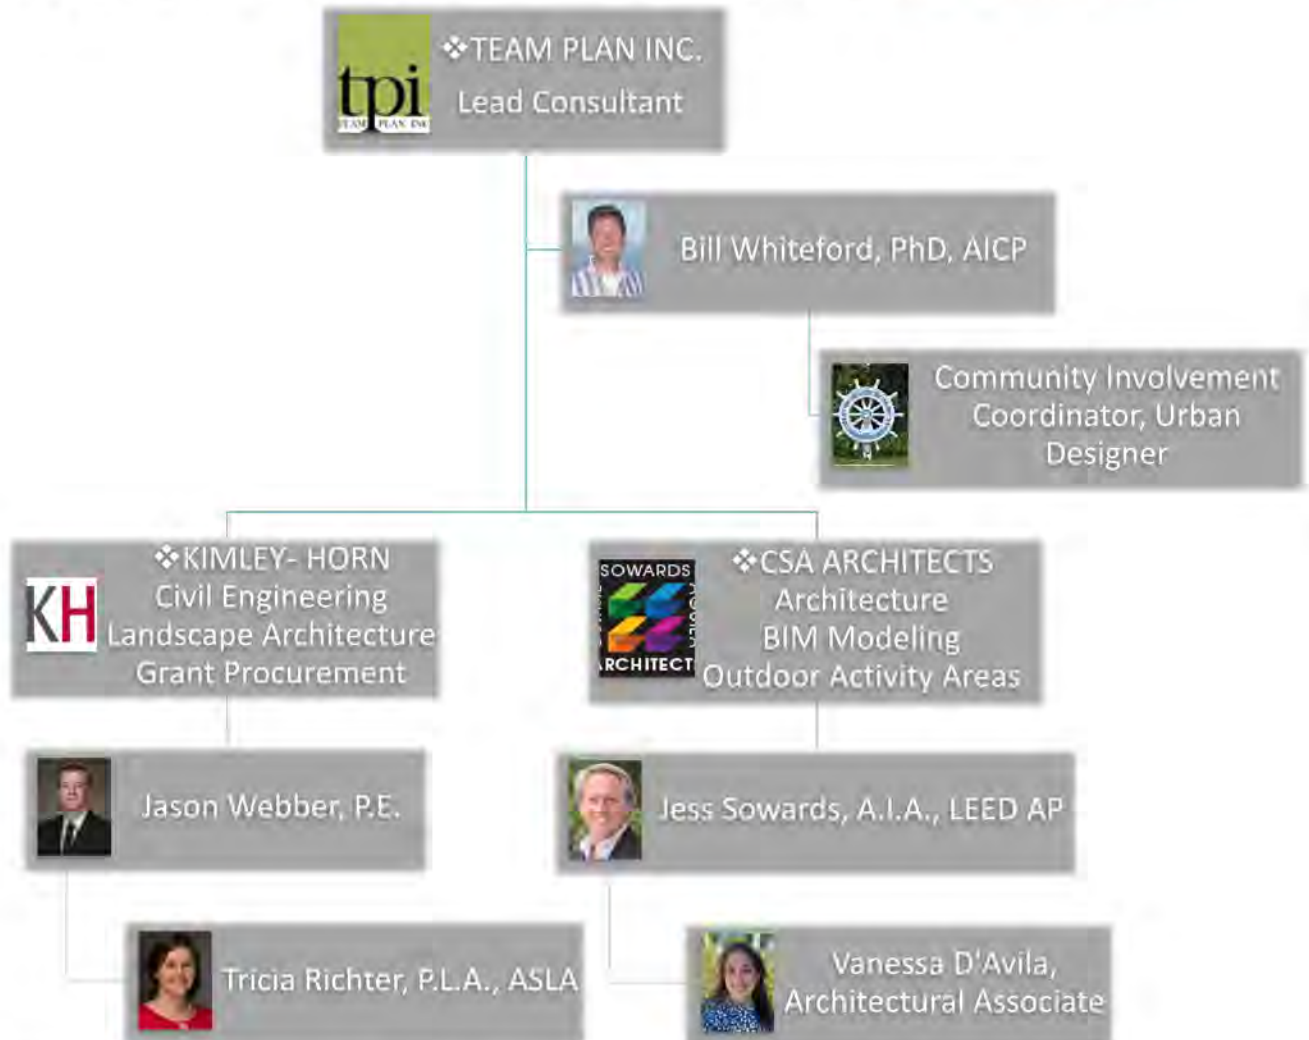 ❖TEAM PLAN INC.
Lead Consultant
tpi
TEAM PLAN INC
Bill Whiteford, PhD, AICP
Community Involvement
Coordinator, Urban
Designer
❖KIMLEY- HORN
Civil Engineering
Landscape Architecture
Grant Procurement
KH
❖CSA ARCHITECTS
Architecture
BIM Modeling
Outdoor Activity Areas
SOWARDS
ARCHITECT
Jason Webber, P.E.
Jess Sowards, A.I.A., LEED AP
Tricia Richter, P.L.A., ASLA
Vanessa D'Avila,
Architectural Associate